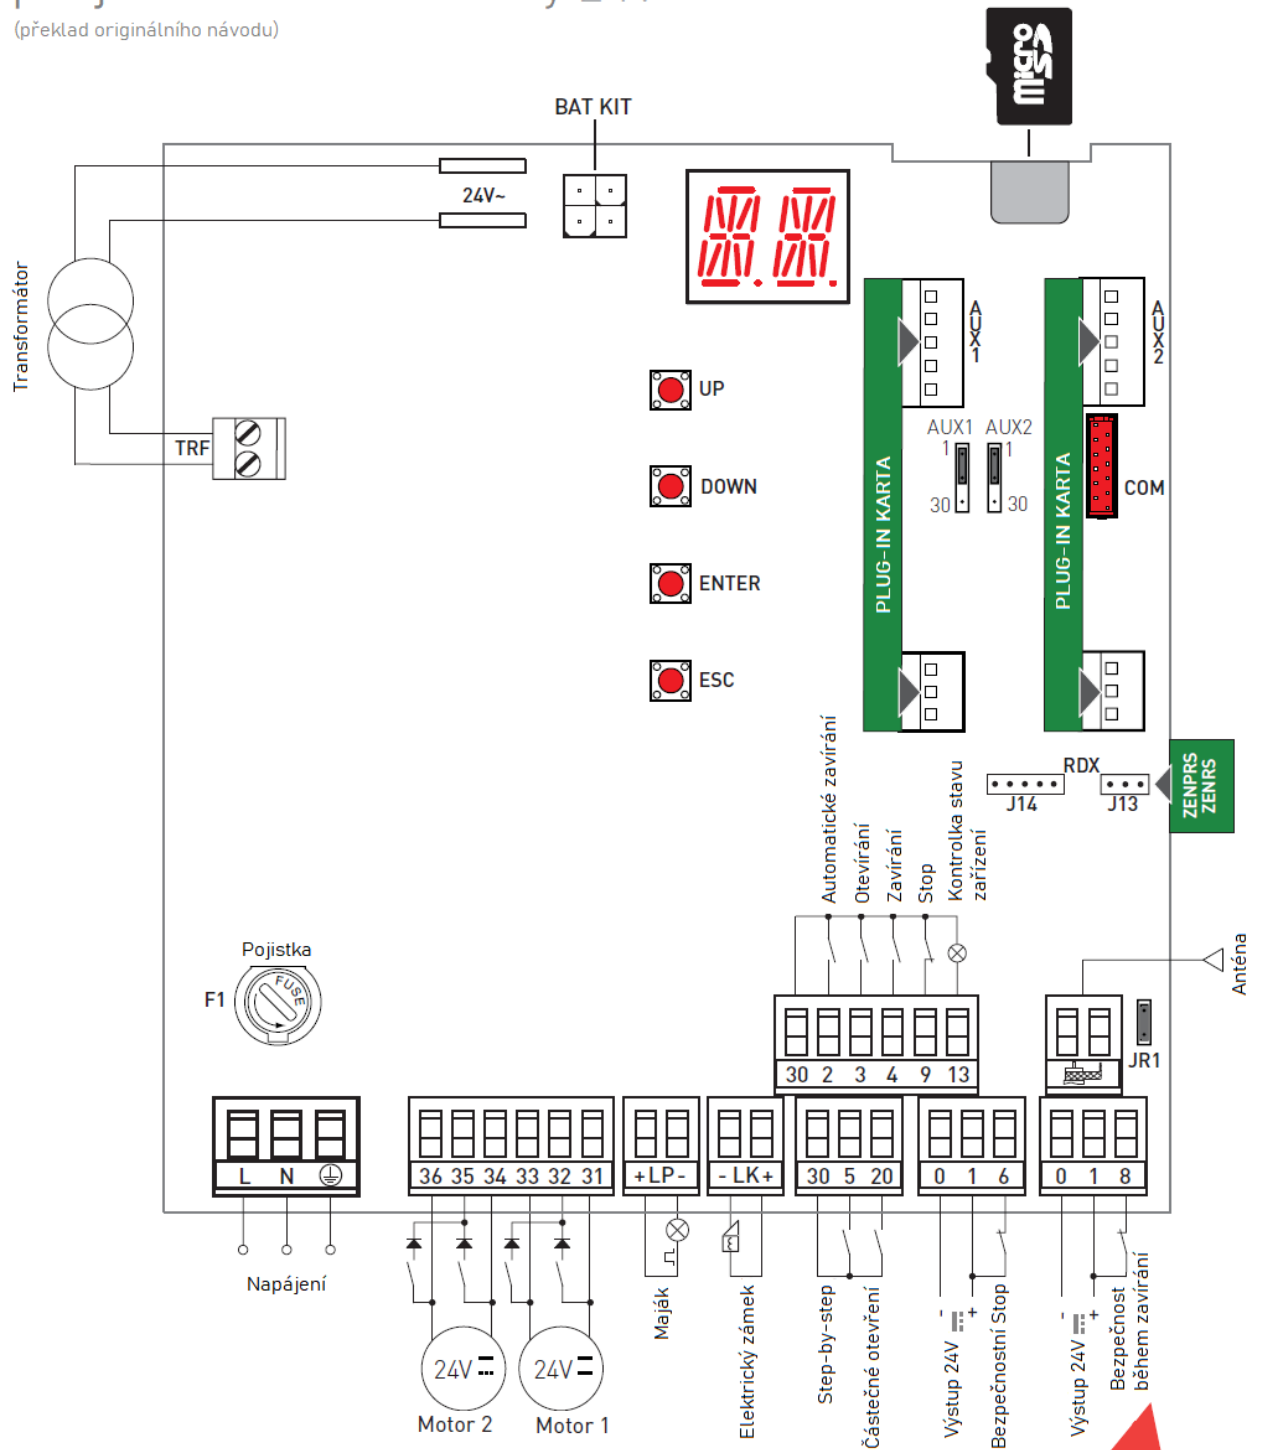 (překlad originálního návodu)
micro
SD
BAT KIT
24V~
Transformátor
TRF
UP
DOWN
ENTER
ESC
AUX1
AUX2
AUX1 AUX2
1
1
30
30
COM
PLUG-IN KARTA
PLUG-IN KARTA
RDX
J14
J13
ZENPRS
ZENRS
Automatické zavírání
Otevírání
Zavírání
Stop
Kontrolka stavu
zařízení
Anténa
Pojistka
F1
FUSE
30 2 3 4 9 13
JR1
L N
36 35 34 33 32 31
+LP-
- LK+
30 5 20
0 1 6
0 1 8
Napájení
24V
24V
Motor 2
Motor 1
Maják
Elektrický zámek
Step-by-step
Částečné otevření
Výstup 24V - +
Bezpečnostní Stop
Výstup 24V - +
Bezpečnost
během zavírání